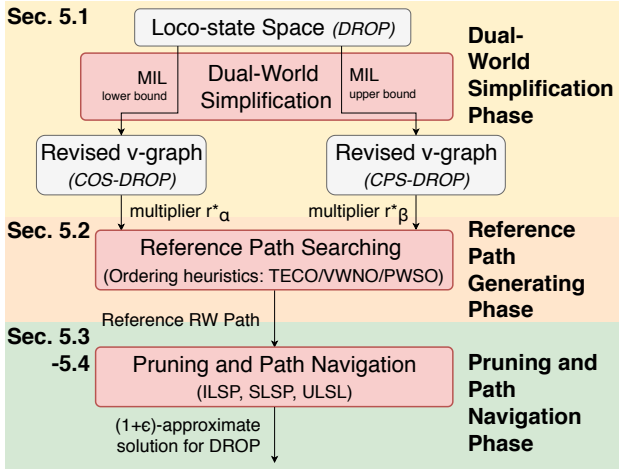 Sec. 5.1
Loco-state Space (DROP)
Dual-
World
Simplification
Phase
MIL
lower bound
Dual-World
Simplification
MIL
upper bound
Revised v-graph
(COS-DROP)
Revised v-graph
(CPS-DROP)
multiplier r*α
multiplier r*β
Sec. 5.2
Reference Path Searching
(Ordering heuristics: TECO/VWNO/PWSO)
Reference
Path
Generating
Phase
Reference RW Path
Sec. 5.3
-5.4
Pruning and Path Navigation
(ILSP, SLSP, ULSL)
Pruning and
Path
Navigation
Phase
(1+ϵ)-approximate
solution for DROP